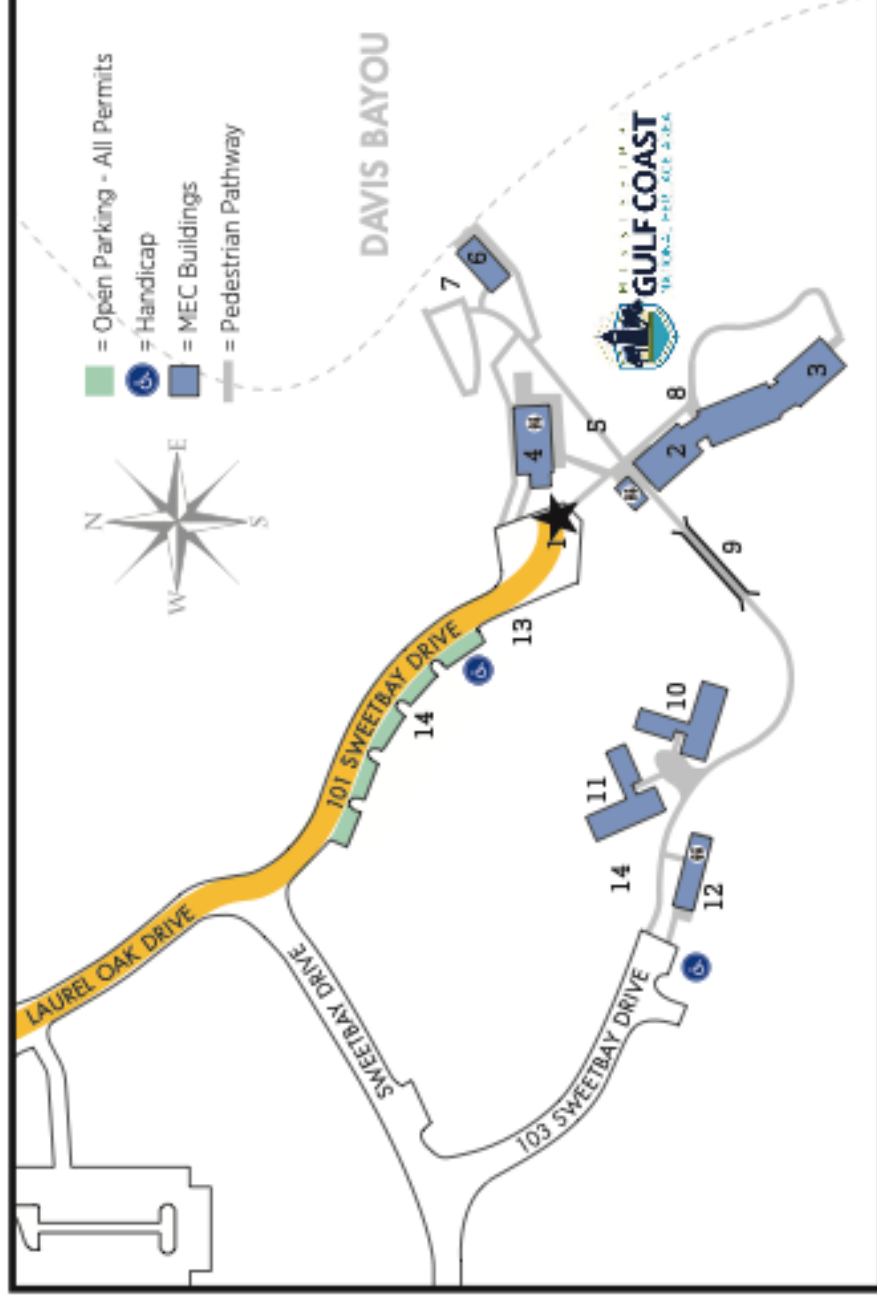 = Open Parking - All Permits
= Handicap
= MEC Buildings
= Pedestrian Pathway
N
E
S
W
DAVIS BAYOU
LAUREL OAK DRIVE
101 SWEETBAY DRIVE
SWEETBAY DRIVE
103 SWEETBAY DRIVE
GULF COAST
1
2
3
4
5
6
7
8
9
10
11
12
13
14
14